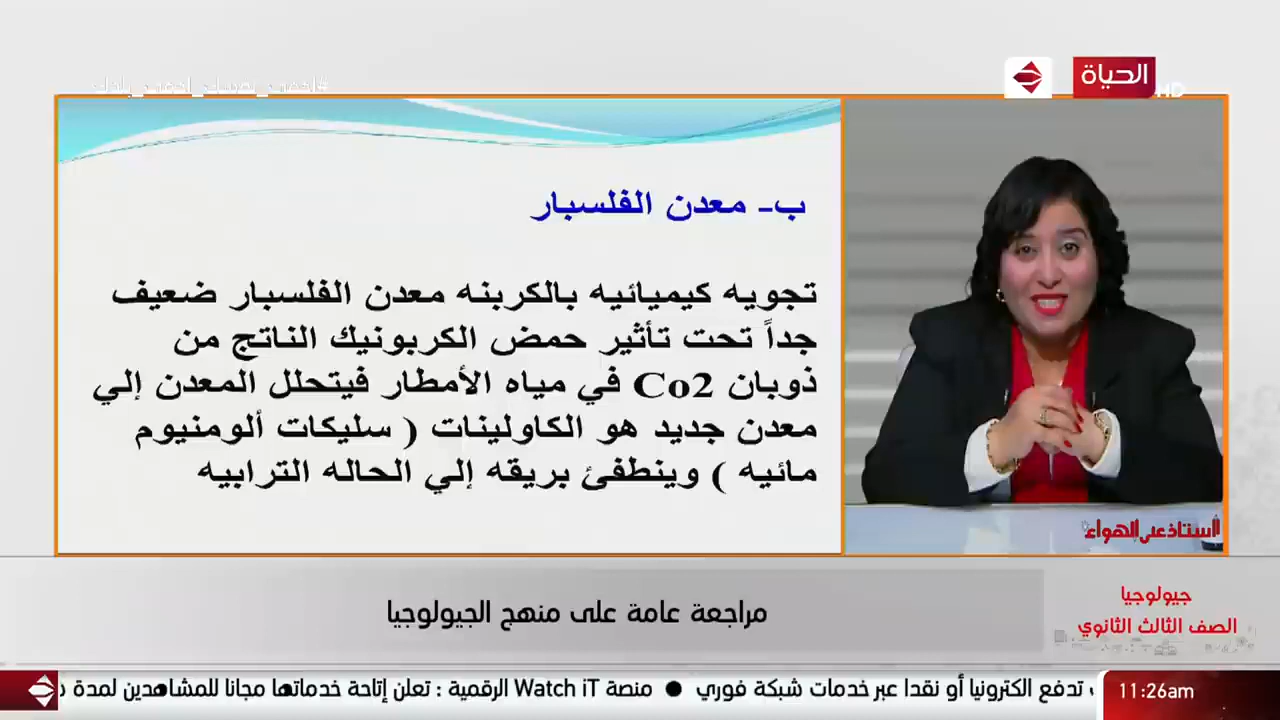 الحياة
HD
ب- معدن الفلسبار
تجويه كيميائيه بالكربنه معدن الفلسبار ضعيف
جداً تحت تأثير حمض الكربونيك الناتج من
ذوبان Co2 في مياه الأمطار فيتحلل المعدن إلي
معدن جديد هو الكاولينات ( سليكات ألومنيوم
مائيه ) وينطفئ بريقه إلي الحاله الترابيه
أستاذ على الهواء
جيولوجيا
الصف الثالث الثانوي
مراجعة عامة على منهج الجيولوجيا
تدفع الكترونيا أو نقدا عبر خدمات شبكة فوري ● منصة Watch iT الرقمية : تعلن إتاحة خدماتها مجانا للمشاهدين لمدة
11:26am